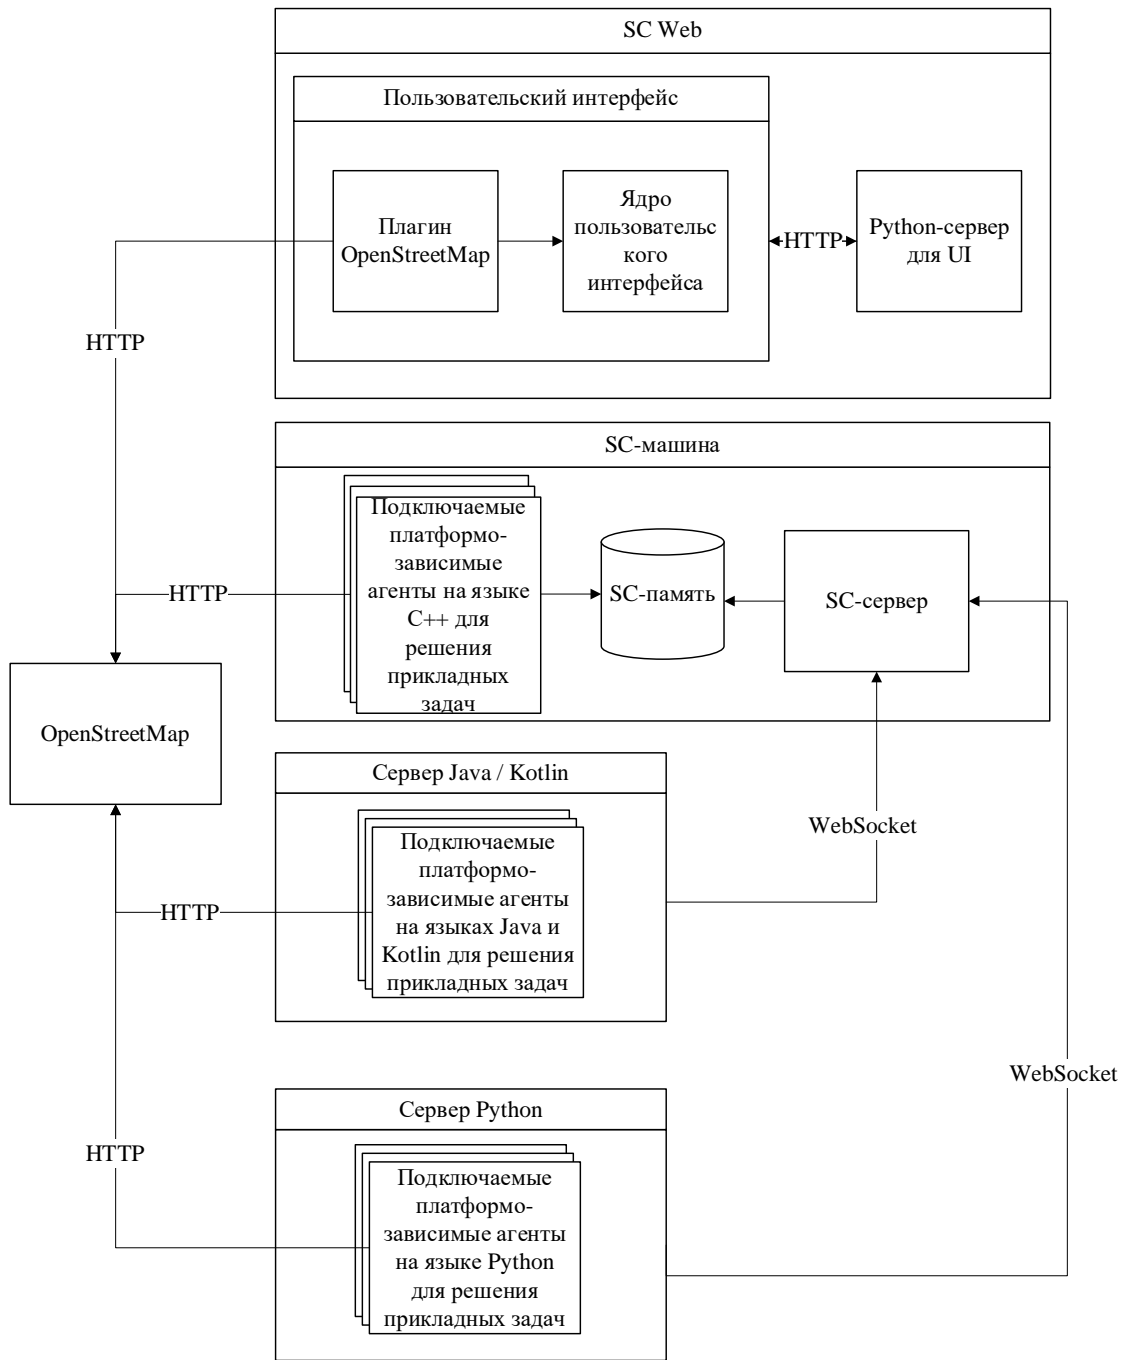 SC Web
Пользовательский интерфейс
Плагин
OpenStreetMap
Ядро
пользовательс
кого
интерфейса
HTTP
Python-сервер
для UI
HTTP
SC-машина
Подключаемые
платформо-
зависимые
агенты на языке
C++ для
решения
прикладных
задач
HTTP
SC-память
SC-сервер
OpenStreetMap
Сервер Java / Kotlin
Подключаемые
платформо-
зависимые агенты
на языках Java и
Kotlin для решения
прикладных задач
HTTP
WebSocket
WebSocket
Сервер Python
Подключаемые
платформо-
зависимые агенты
на языке Python
для решения
прикладных задач
HTTP